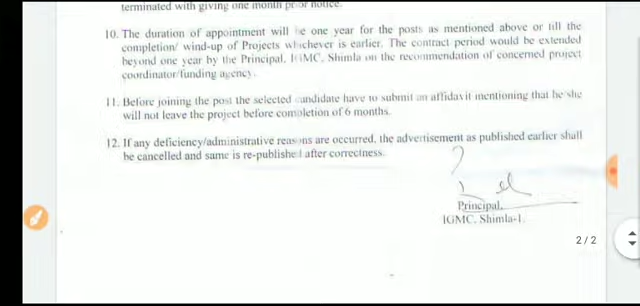 terminated with giving one month prior notice.
10. The duration of appointment will be one year for the posts as mentioned above or till the
completion/ wind-up of Projects whichever is earlier. The contract period would be extended
beyond one year by the Principal, IGMC, Shimla on the recommendation of concerned project
coordinator/funding agency.
11. Before joining the post the selected candidate have to submit an affidavit mentioning that he/she
will not leave the project before completion of 6 months.
12. If any deficiency/administrative reasons are occurred, the advertisement as published earlier shall
be cancelled and same is re-published after correctness.
Principal,
IGMC, Shimla-1.
2/2